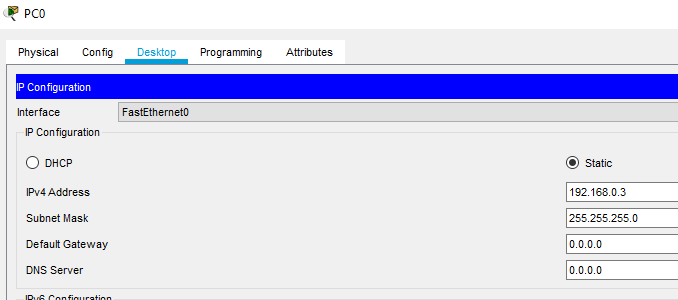 PC0
Physical Config Desktop Programming Attributes
IP Configuration
Interface FastEthernet0
IP Configuration
DHCP Static
IPv4 Address 192.168.0.3
Subnet Mask 255.255.255.0
Default Gateway 0.0.0.0
DNS Server 0.0.0.0
IPv6 Configuration